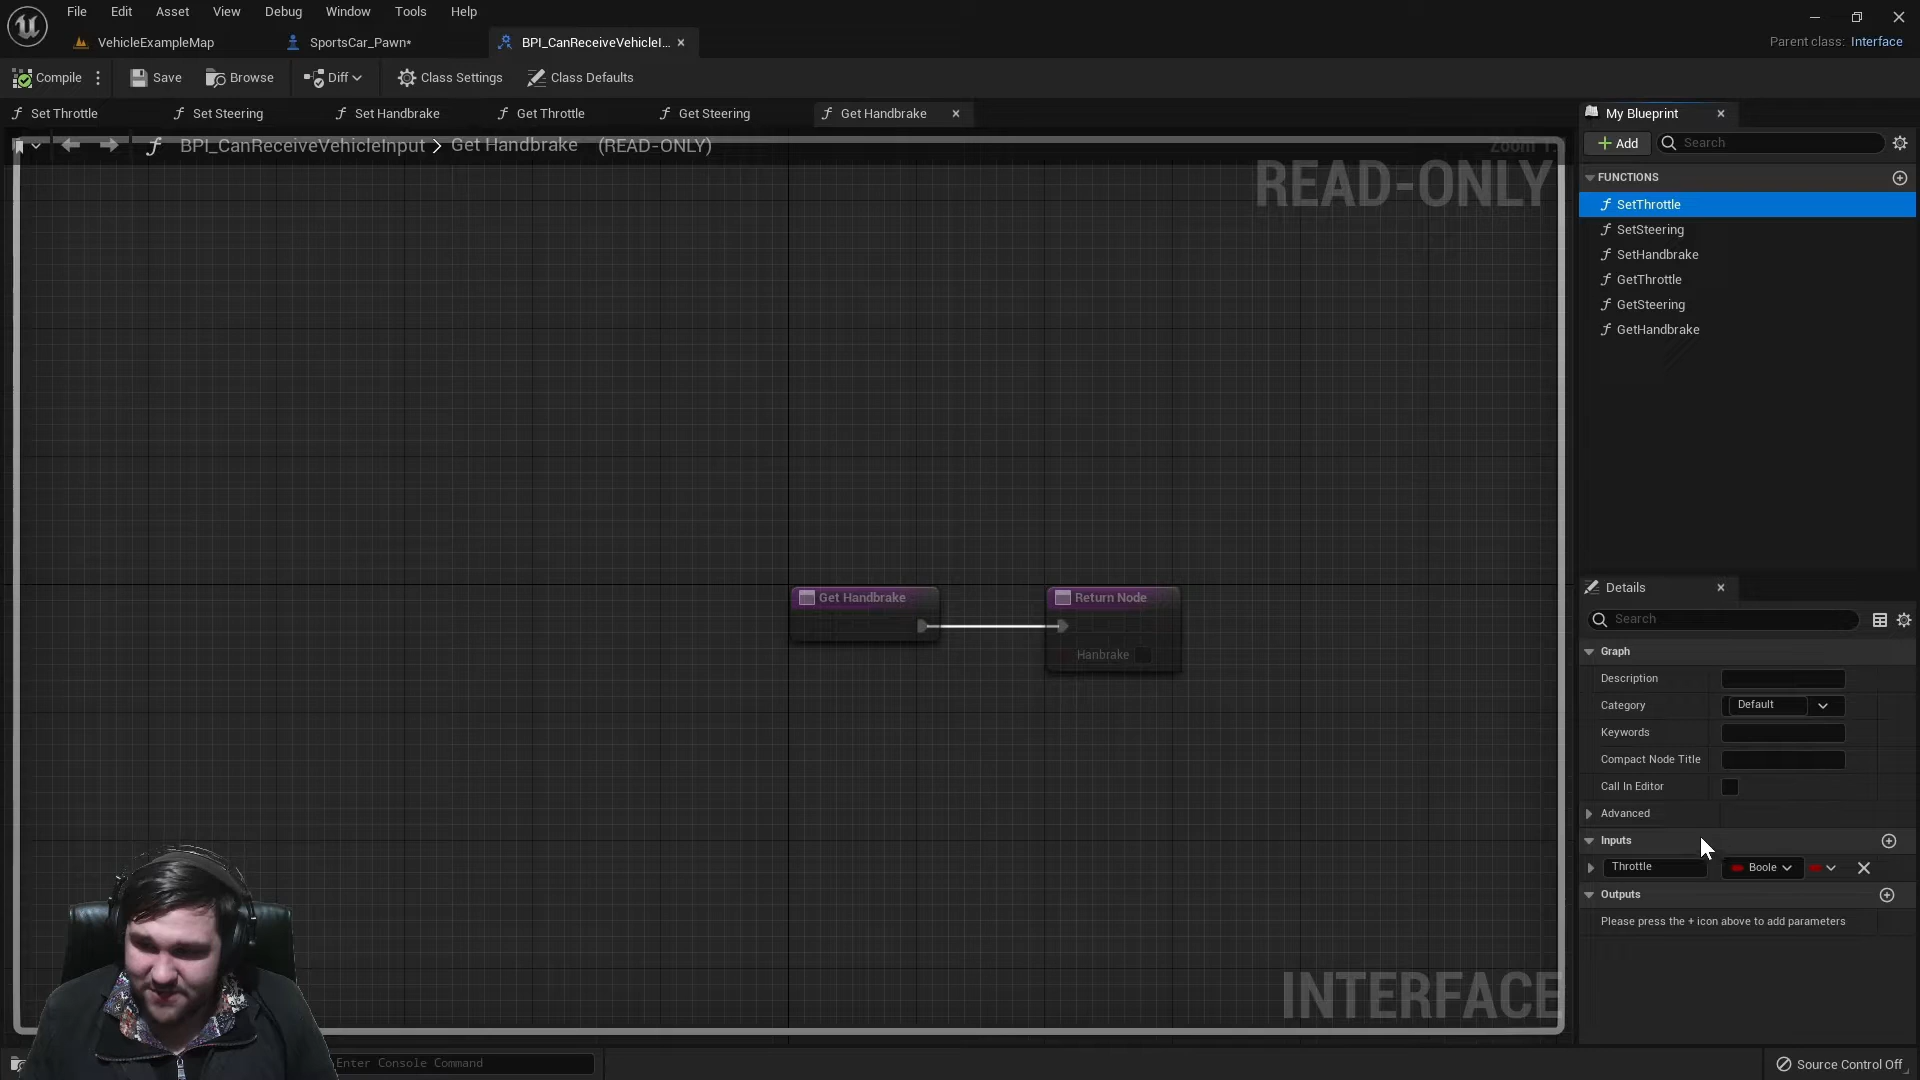 File Edit Asset View Debug Window Tools Help
VehicleExampleMap SportsCar_Pawn* BPI_CanReceiveVehicleI... Parent class: Interface
Compile Save Browse Diff Class Settings Class Defaults
Set Throttle Set Steering Set Handbrake Get Throttle Get Steering Get Handbrake My Blueprint
BPI_CanReceiveVehicleInput > Get Handbrake (READ-ONLY) Zoom 1: Add Search
READ-ONLY
FUNCTIONS
SetThrottle
SetSteering
SetHandbrake
GetThrottle
GetSteering
GetHandbrake
Details
Get Handbrake Return Node
Hanbrake
Search
Graph
Description
Category Default
Keywords
Compact Node Title
Call In Editor
Advanced
Inputs
Throttle Boole
Outputs
Please press the + icon above to add parameters
INTERFACE
Enter Console Command Source Control Off